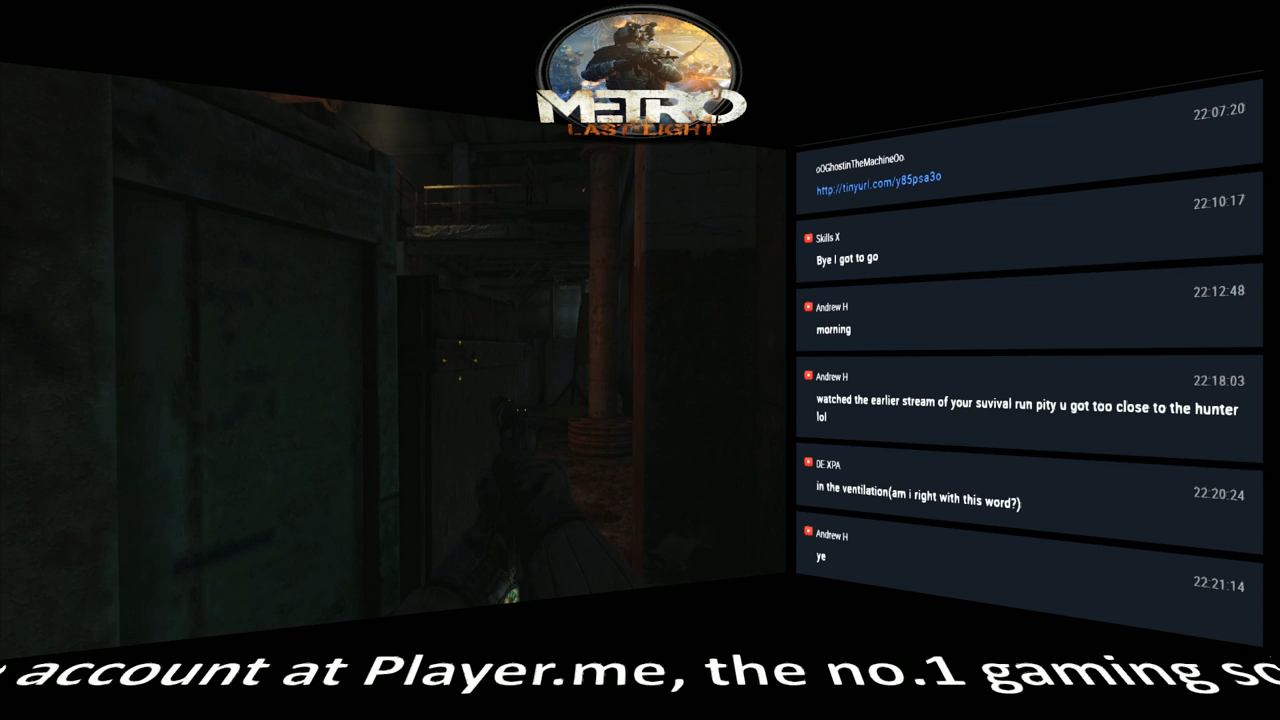 METRO
LAST LIGHT
22:07:20
oOGhostinTheMachineOo.
http://tinyurl.com/y85psa3o
22:10:17
Skills X
Bye I got to go
22:12:48
Andrew H
morning
Andrew H
22:18:03
watched the earlier stream of your suvival run pity u got too close to the hunter
lol
DE XPA
22:20:24
in the ventilation(am i right with this word?)
Andrew H
ye
22:21:14
account at Player.me, the no.1 gaming so